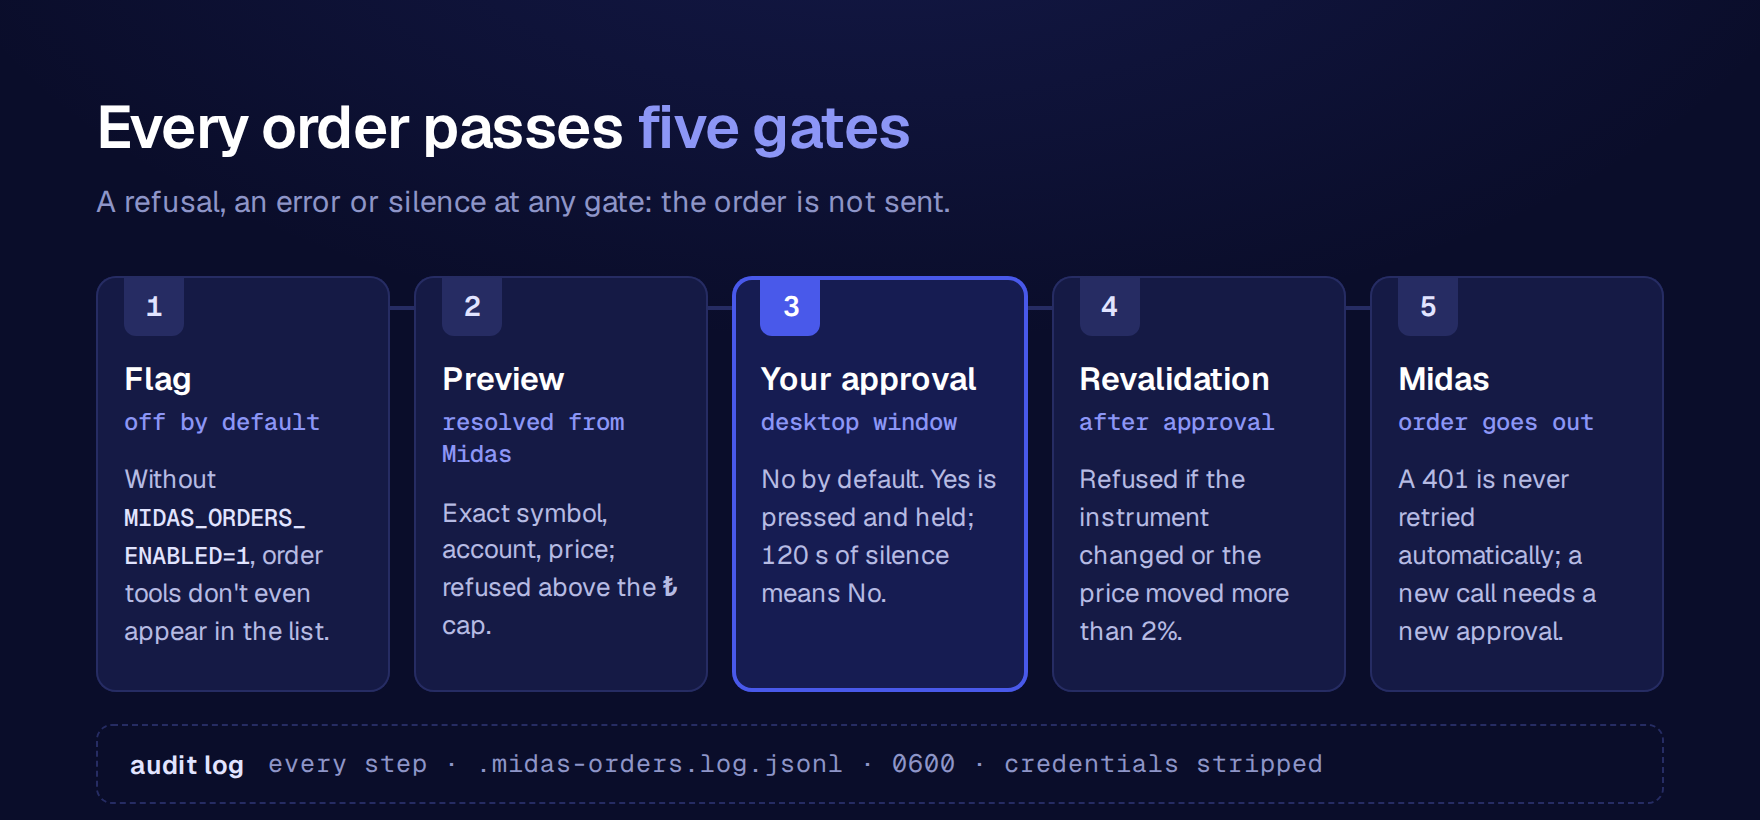 Every order passes five gates
A refusal, an error or silence at any gate: the order is not sent.
1
Flag
off by default
Without
MIDAS_ORDERS_
ENABLED=1, order
tools don't even
appear in the list.
2
Preview
resolved from
Midas
Exact symbol,
account, price;
refused above the ₺
cap.
3
Your approval
desktop window
No by default. Yes is
pressed and held;
120 s of silence
means No.
4
Revalidation
after approval
Refused if the
instrument
changed or the
price moved more
than 2%.
5
Midas
order goes out
A 401 is never
retried
automatically; a
new call needs a
new approval.
audit log every step · .midas-orders.log.jsonl · 0600 · credentials stripped